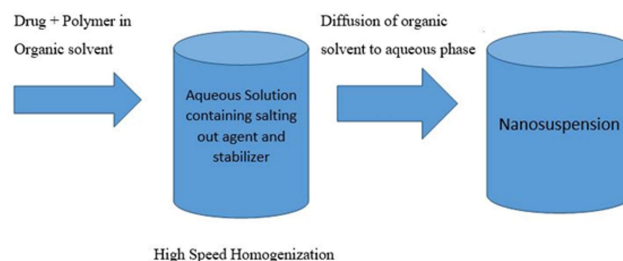 Drug + Polymer in
Organic solvent
Diffusion of organic
solvent to aqueous phase
Aqueous Solution
containing salting
out agent and
stabilizer
Nanosuspension
High Speed Homogenization